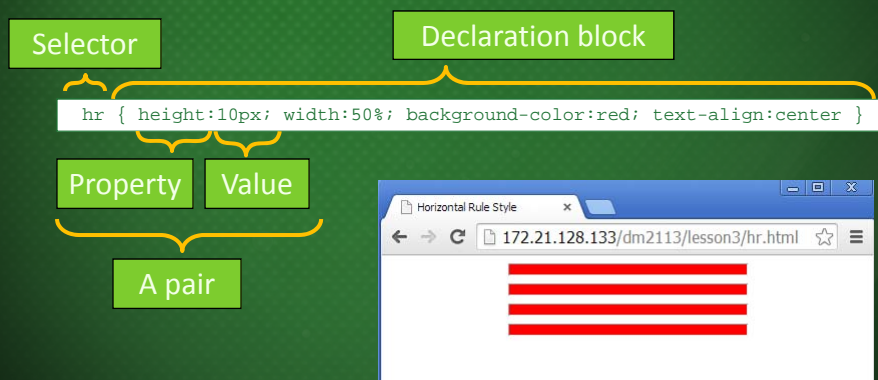 Selector
Declaration block
hr { height:10px; width:50%; background-color:red; text-align:center }
Property
Value
A pair
Horizontal Rule Style
172.21.128.133/dm2113/lesson3/hr.html